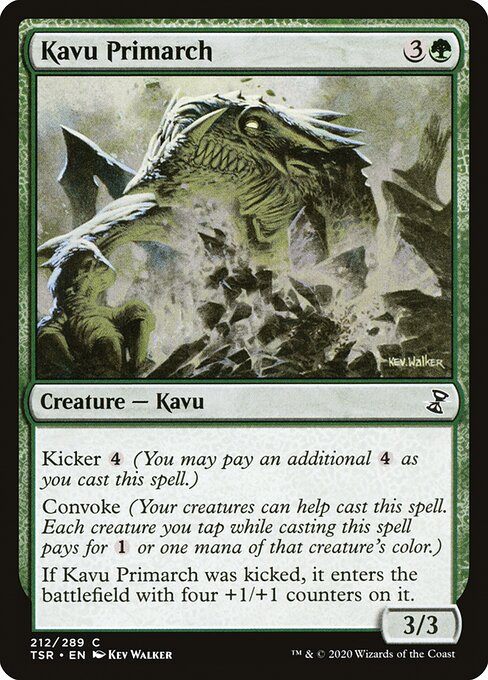 Kavu Primarch 3
KEV. WALKER
Creature — Kavu
Kicker 4 (You may pay an additional 4 as
you cast this spell.)
Convoke (Your creatures can help cast this spell.
Each creature you tap while casting this spell
pays for 1 or one mana of that creature's color.)
If Kavu Primarch was kicked, it enters the
battlefield with four +1/+1 counters on it.
3/3
212/289 C
TSR • EN Kev Walker ™ & © 2020 Wizards of the Coast